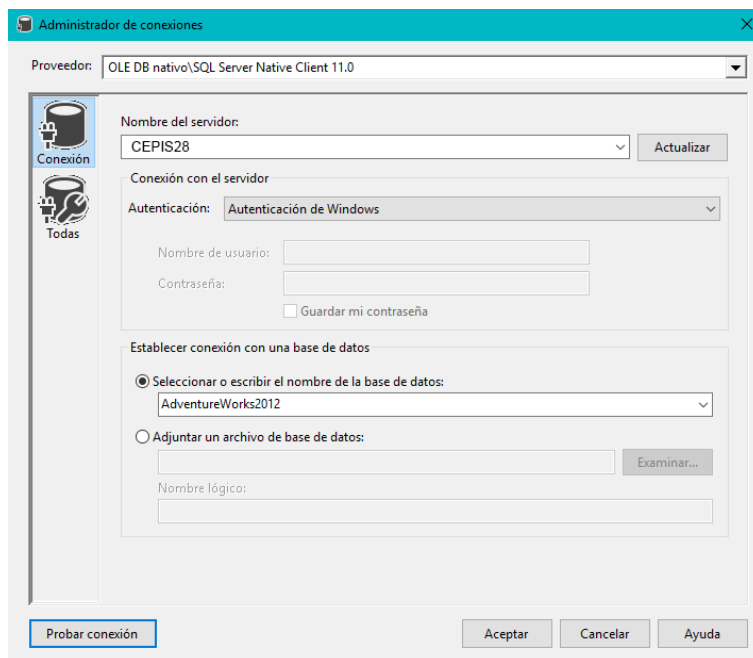 Administrador de conexiones
Proveedor: OLE DB nativo\SQL Server Native Client 11.0
Conexión
Todas
Nombre del servidor:
CEPIS28 Actualizar
Conexión con el servidor
Autenticación: Autenticación de Windows
Nombre de usuario:
Contraseña:
Guardar mi contraseña
Establecer conexión con una base de datos
Seleccionar o escribir el nombre de la base de datos:
AdventureWorks2012
Adjuntar un archivo de base de datos:
Examinar...
Nombre lógico:
Probar conexión Aceptar Cancelar Ayuda